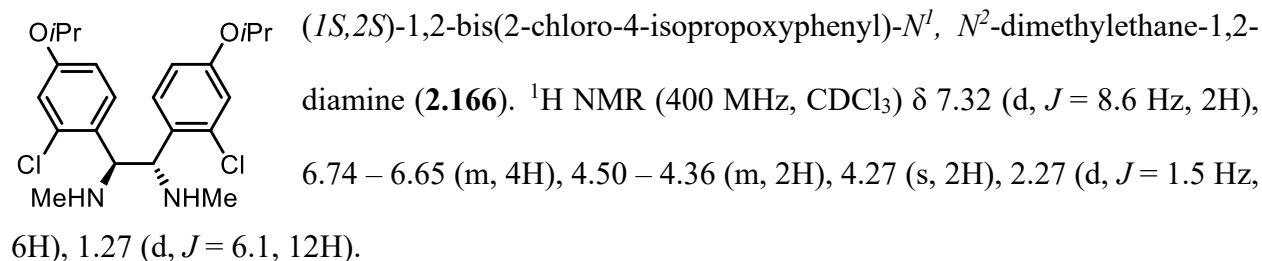 OiPr
OiPr
Cl
Cl
MeHN
NHMe
(1S,2S)-1,2-bis(2-chloro-4-isopropoxyphenyl)-N¹, N²-dimethylethane-1,2-
diamine (2.166). ¹H NMR (400 MHz, CDCl₃) δ 7.32 (d, J = 8.6 Hz, 2H),
6.74 – 6.65 (m, 4H), 4.50 – 4.36 (m, 2H), 4.27 (s, 2H), 2.27 (d, J = 1.5 Hz,
6H), 1.27 (d, J = 6.1, 12H).